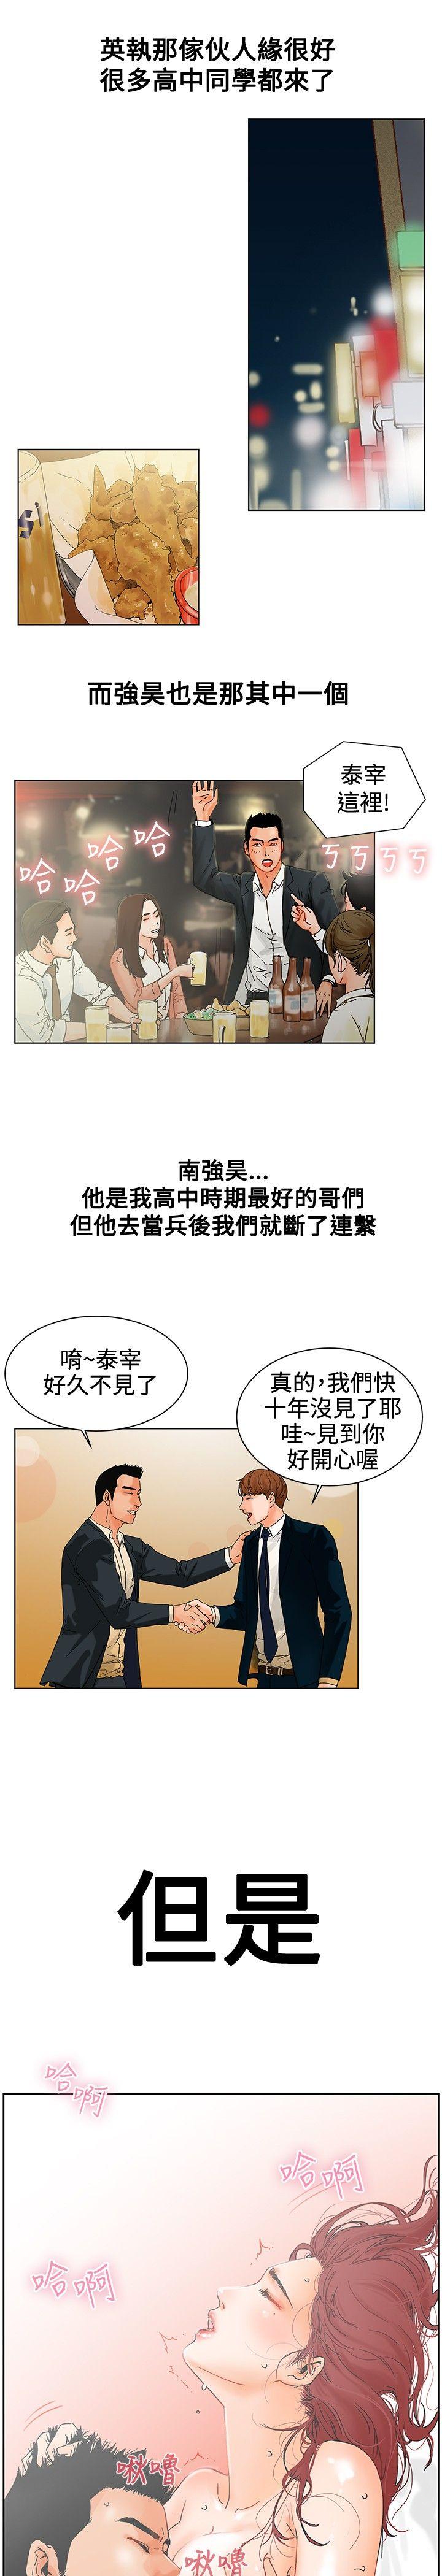 英執那傢伙人緣很好
很多高中同學都來了
而強昊也是那其中一個
泰宰
這裡!
哈
哈
哈
哈
ㄎㄎㄎㄎ
南強昊...
他是我高中時期最好的哥們
但他去當兵後我們就斷了連繫
唷~泰宰
好久不見了
真的,我們快
十年沒見了耶
哇~見到你
好開心喔
但是
哈啊
哈啊
哈啊
啾嚕
啾嚕